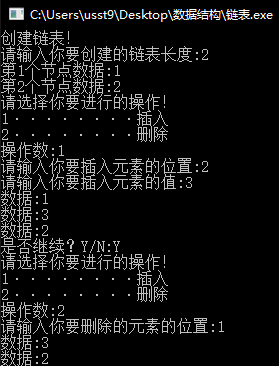 C:\Users\usst9\Desktop\数据结构\链表.exe
创建链表!
请输入你要创建的链表长度:2
第1个节点数据:1
第2个节点数据:2
请选择你要进行的操作!
1········插入
2········删除
操作数:1
请输入你要插入元素的位置:2
请输入你要插入元素的值:3
数据:1
数据:3
数据:2
是否继续? Y/N:Y
请选择你要进行的操作!
1········插入
2········删除
操作数:2
请输入你要删除的元素的位置:1
数据:3
数据:2